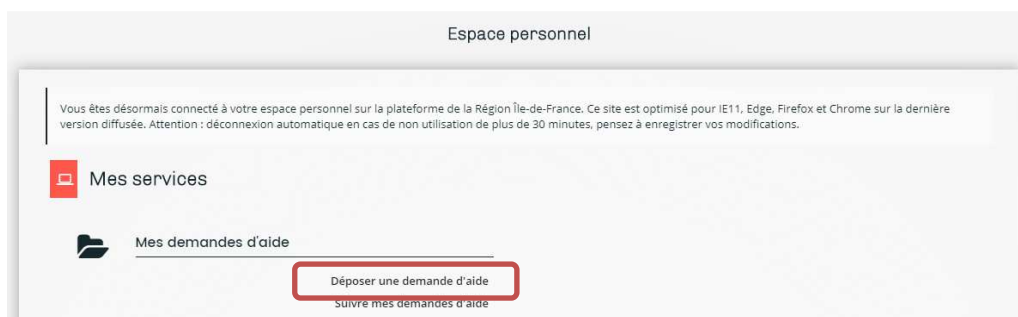 Espace personnel
Vous êtes désormais connecté à votre espace personnel sur la plateforme de la Région Île-de-France. Ce site est optimisé pour IE11, Edge, Firefox et Chrome sur la dernière
version diffusée. Attention : déconnexion automatique en cas de non utilisation de plus de 30 minutes, pensez à enregistrer vos modifications.
Mes services
Mes demandes d'aide
Déposer une demande d'aide
Suivre mes demandes d'aide